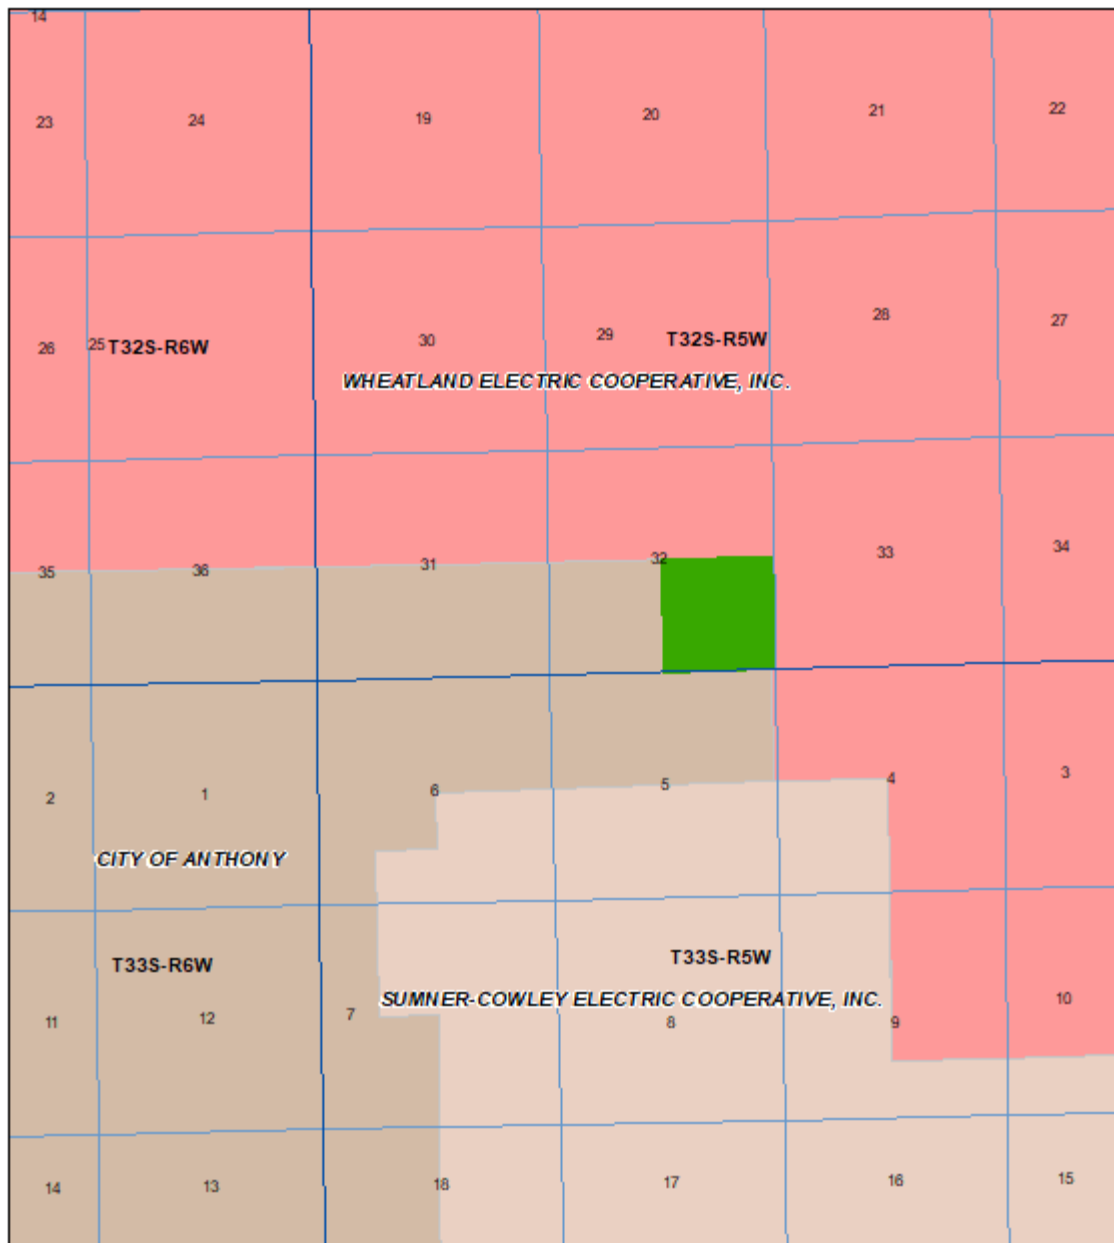 14
23 24 19 20 21 22
26 25 T32S-R6W 30 29 T32S-R5W 28 27
WHEATLAND ELECTRIC COOPERATIVE, INC.
35 36 31 32 33 34
2 1 6 5 4 3
CITY OF ANTHONY
T33S-R6W T33S-R5W
SUMNER-COWLEY ELECTRIC COOPERATIVE, INC.
11 12 7 8 9 10
14 13 18 17 16 15